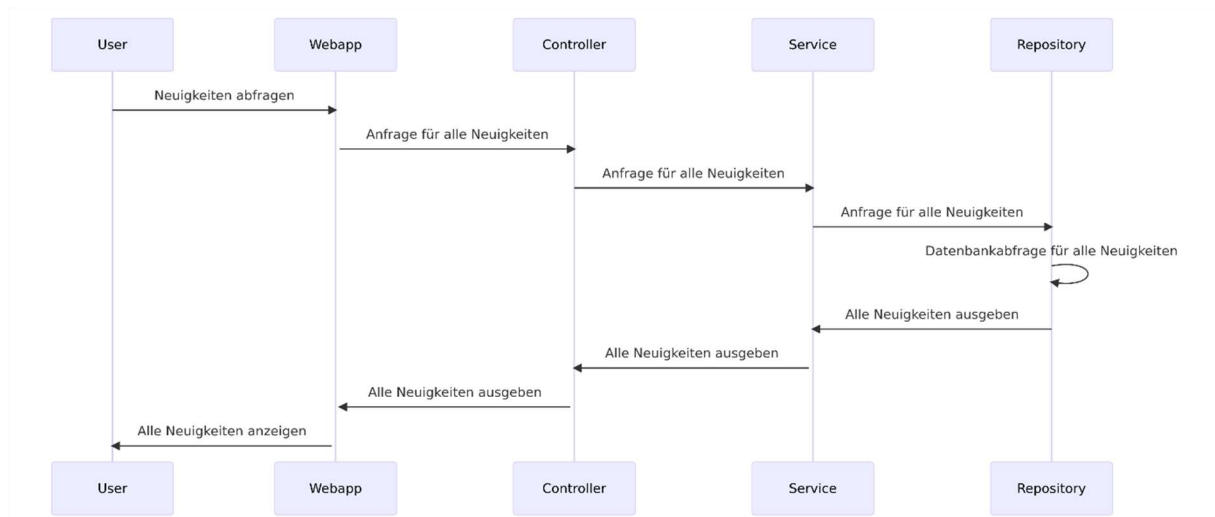 User
Webapp
Controller
Service
Repository
Neuigkeiten abfragen
Anfrage für alle Neuigkeiten
Anfrage für alle Neuigkeiten
Anfrage für alle Neuigkeiten
Datenbankabfrage für alle Neuigkeiten
Alle Neuigkeiten ausgeben
Alle Neuigkeiten ausgeben
Alle Neuigkeiten ausgeben
Alle Neuigkeiten anzeigen
User
Webapp
Controller
Service
Repository